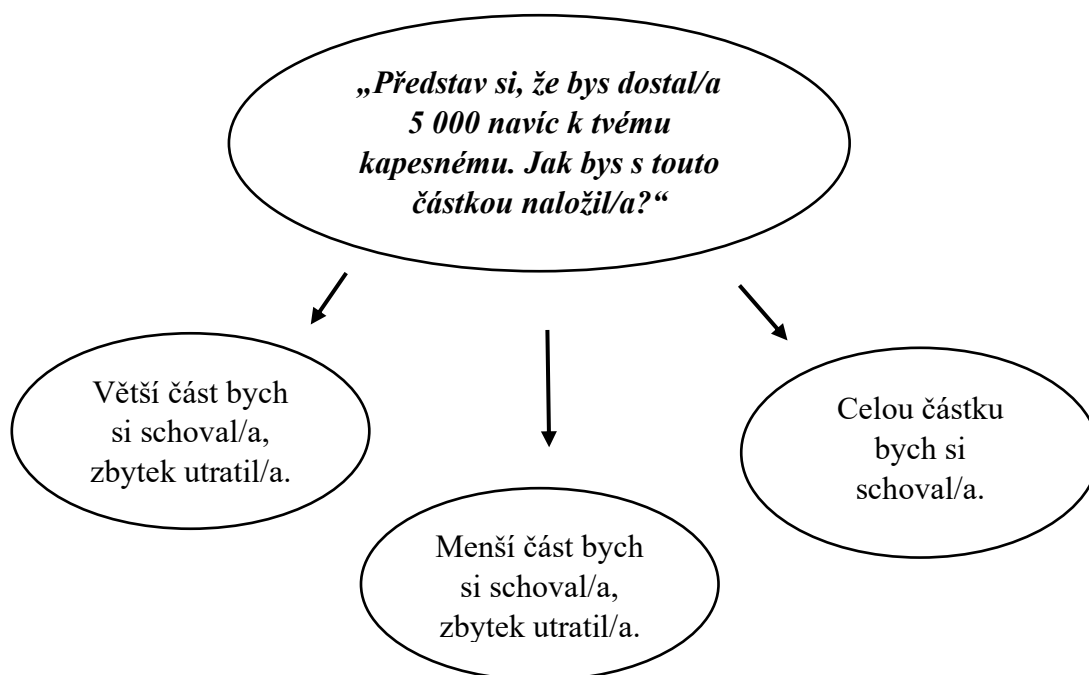 „Představ si, že bys dostal/a
5 000 navíc k tvému
kapesnému. Jak bys s touto
částkou naložil/a?“
Větší část bych
si schoval/a,
zbytek utratil/a.
Menší část bych
si schoval/a,
zbytek utratil/a.
Celou částku
bych si
schoval/a.